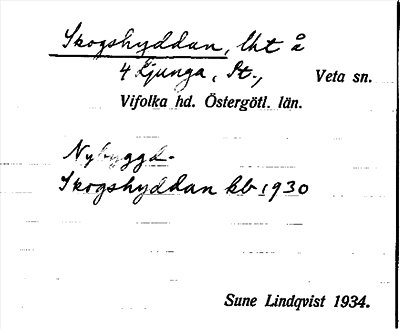 Skogshyddan, lht å
4 Ljunga, St., Veta sn.
Vifolka hd. Östergötl. län.
Nybyggd.
Skogshyddan kb 1930
Sune Lindqvist 1934.